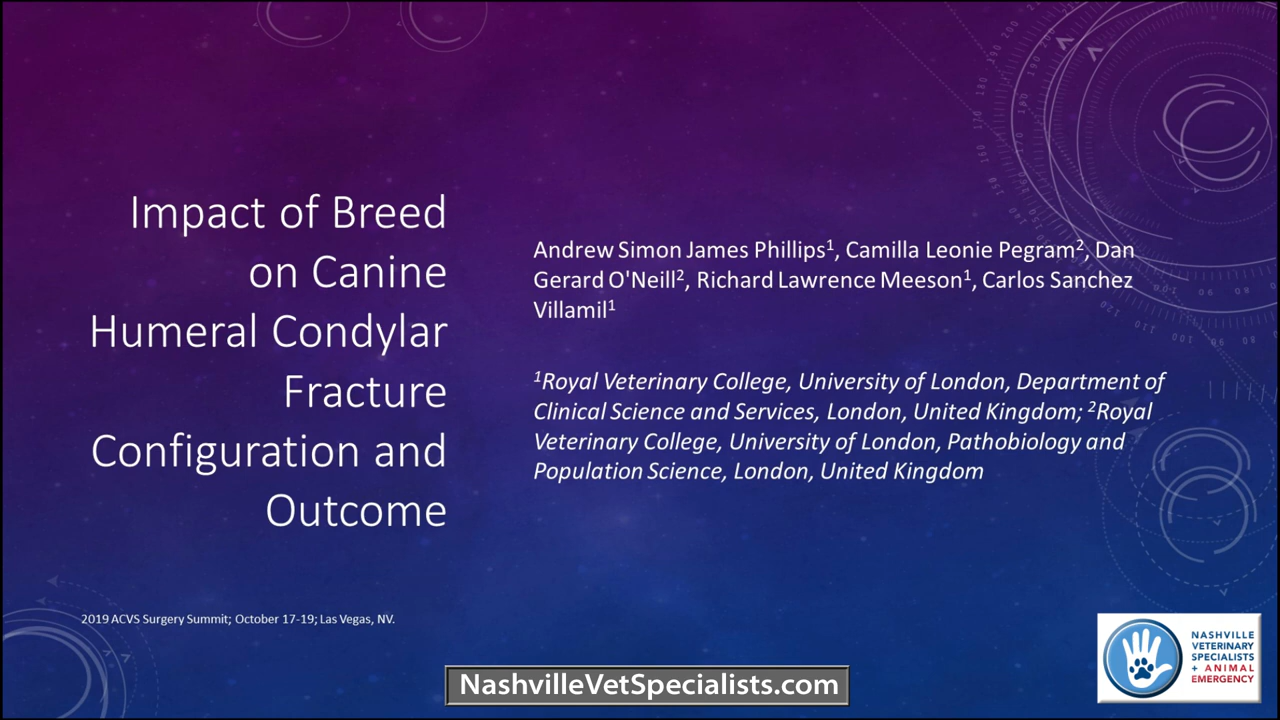 Impact of Breed
on Canine
Humeral Condylar
Fracture
Configuration and
Outcome
Andrew Simon James Phillips¹, Camilla Leonie Pegram², Dan
Gerard O'Neill², Richard Lawrence Meeson¹, Carlos Sanchez
Villamil¹
¹Royal Veterinary College, University of London, Department of
Clinical Science and Services, London, United Kingdom; ²Royal
Veterinary College, University of London, Pathobiology and
Population Science, London, United Kingdom
2019 ACVS Surgery Summit; October 17-19; Las Vegas, NV.
NashvilleVetSpecialists.com
NASHVILLE
VETERINARY
SPECIALISTS
+ ANIMAL
EMERGENCY